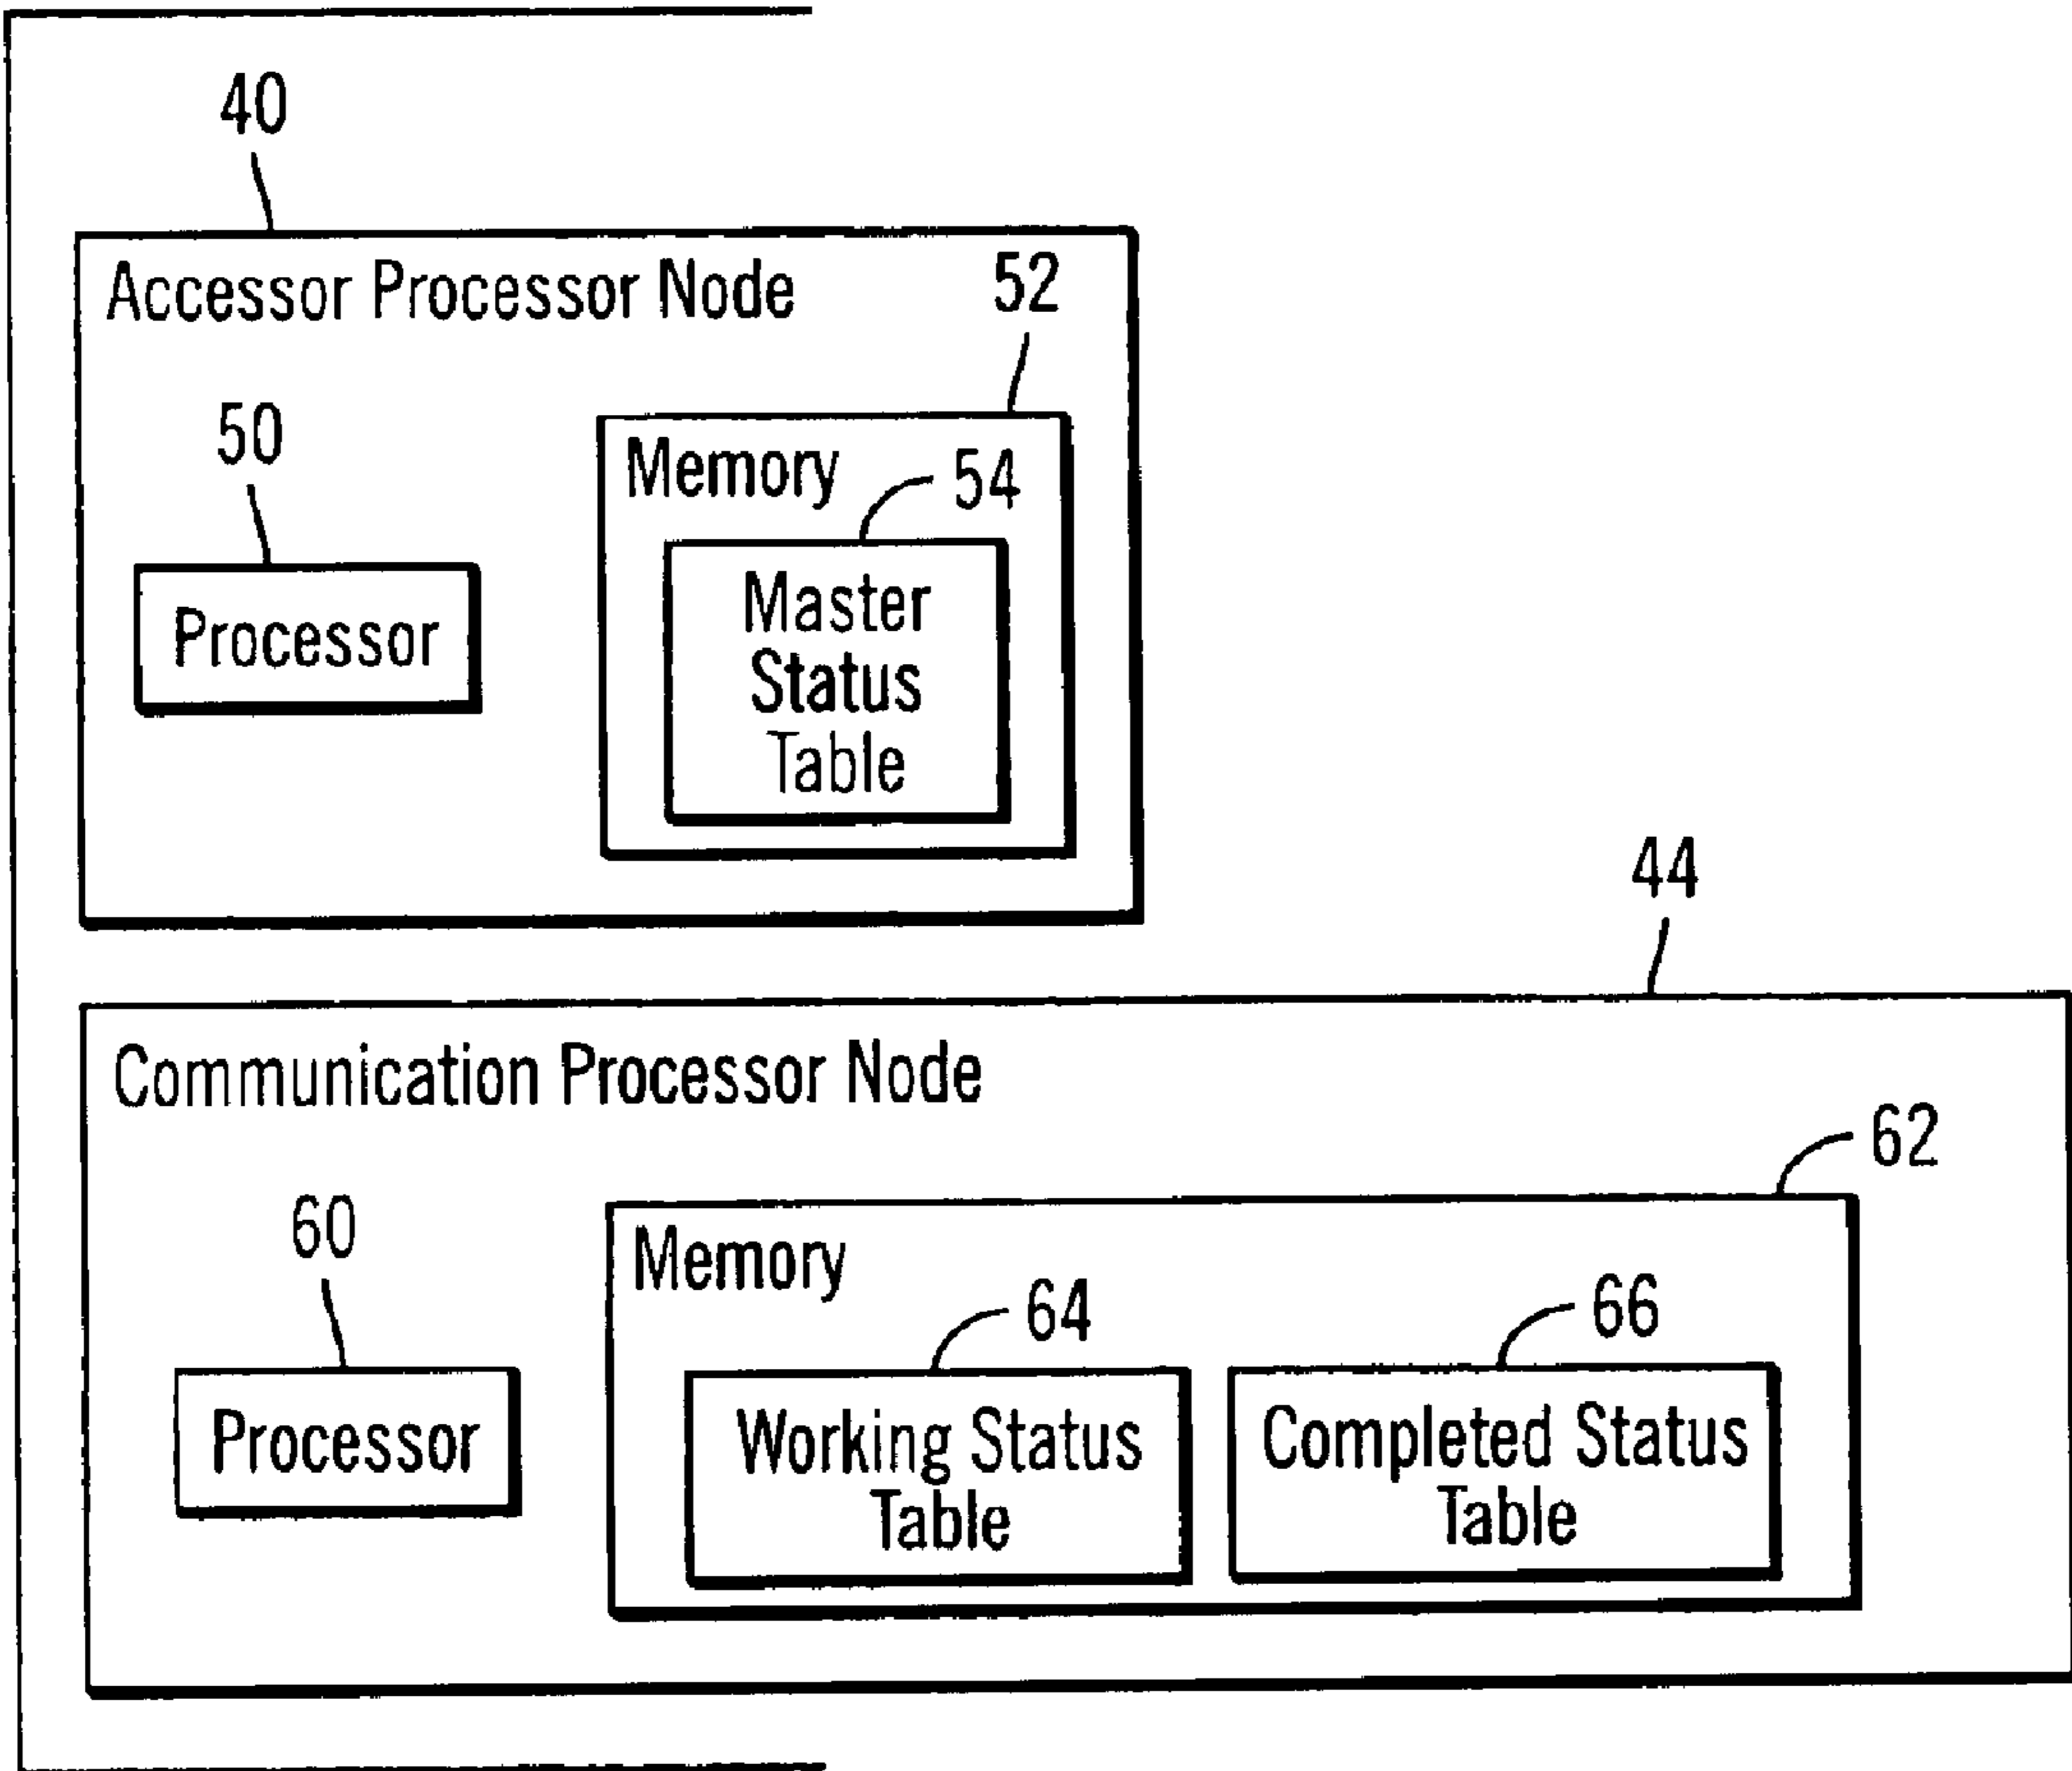 40
Accessor Processor Node
52
50
Memory
54
Processor
Master
Status
Table
44
Communication Processor Node
62
60
Memory
64
66
Processor
Working Status
Table
Completed Status
Table